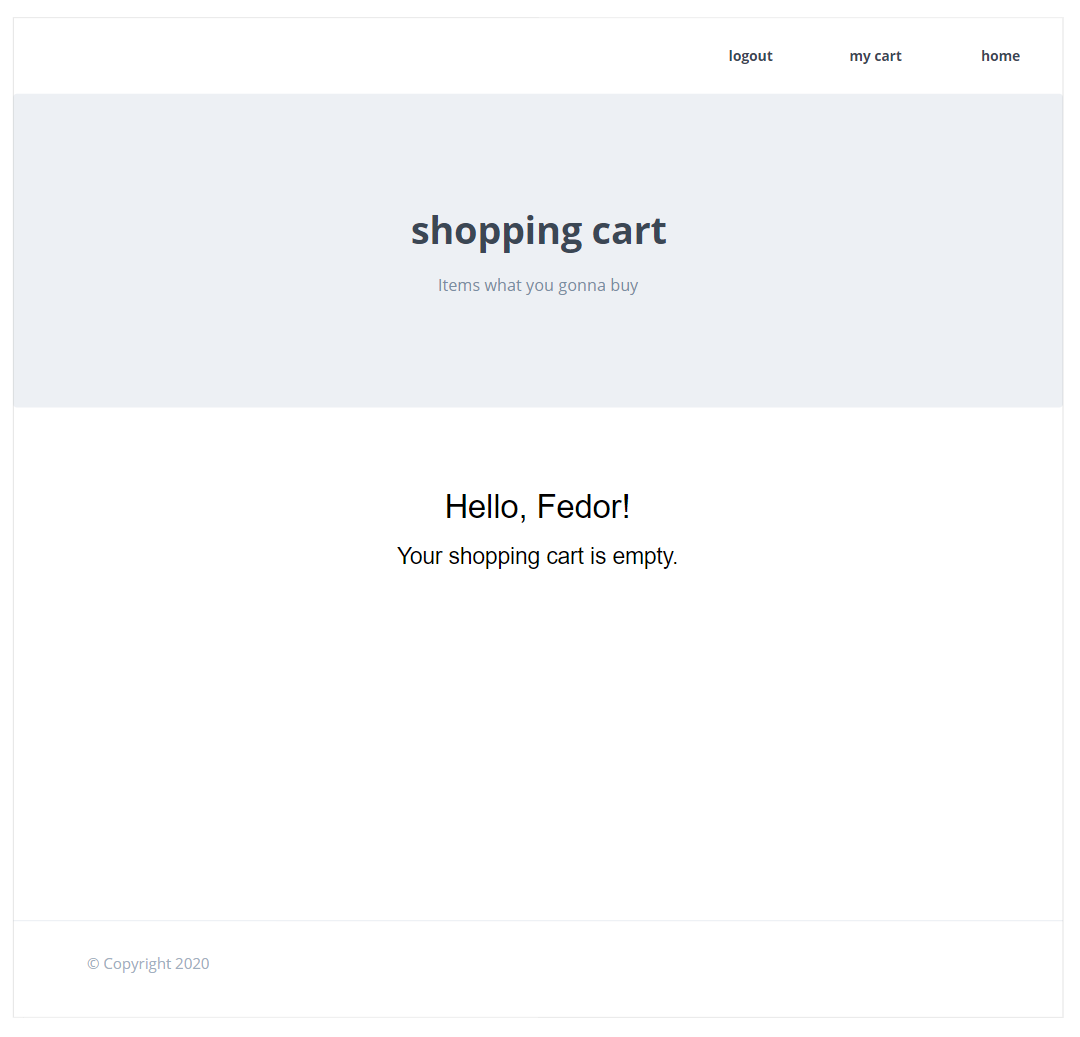 logout my cart home
shopping cart
Items what you gonna buy
Hello, Fedor!
Your shopping cart is empty.
© Copyright 2020